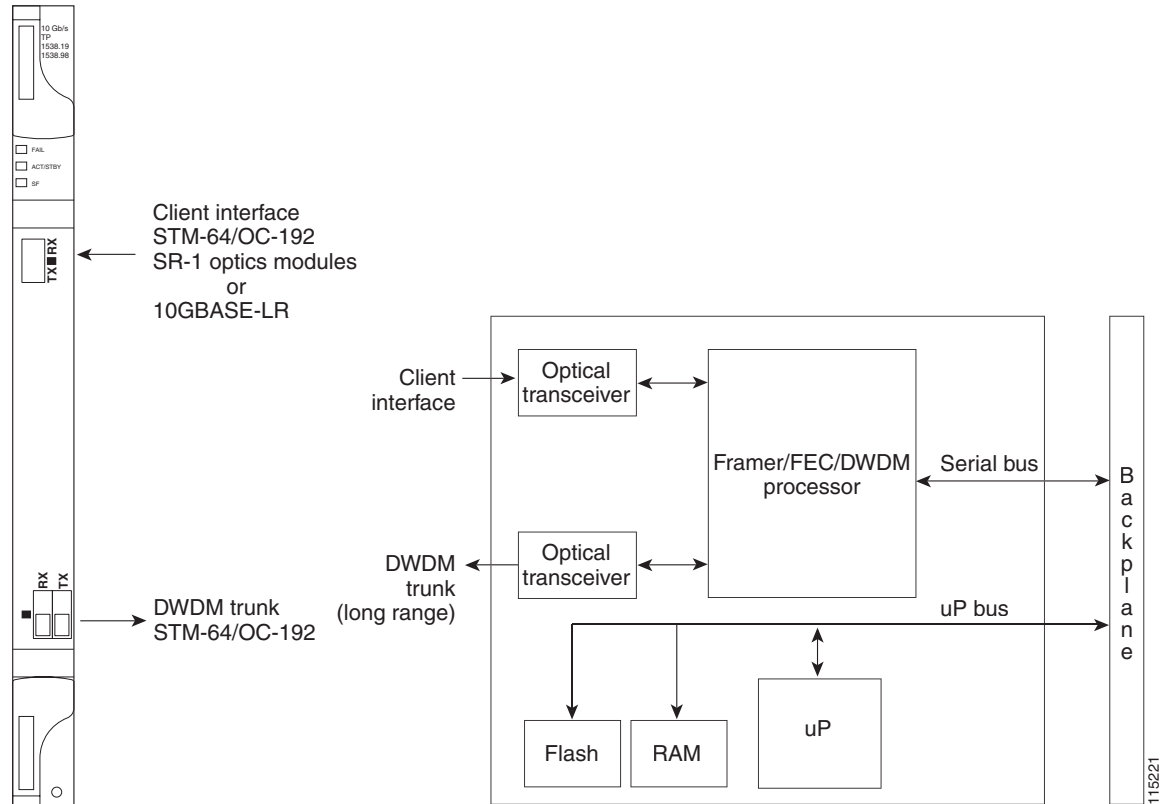 10 Gb/s
TP
1538.19
1538.98
FAIL
ACT/STBY
SF
TX RX
Client interface
STM-64/OC-192
SR-1 optics modules
or
10GBASE-LR
RX
TX
DWDM trunk
STM-64/OC-192
Client
interface
Optical
transceiver
Framer/FEC/DWDM
processor
Serial bus
DWDM
trunk
(long range)
Optical
transceiver
uP bus
Flash
RAM
uP
Backplane
115221